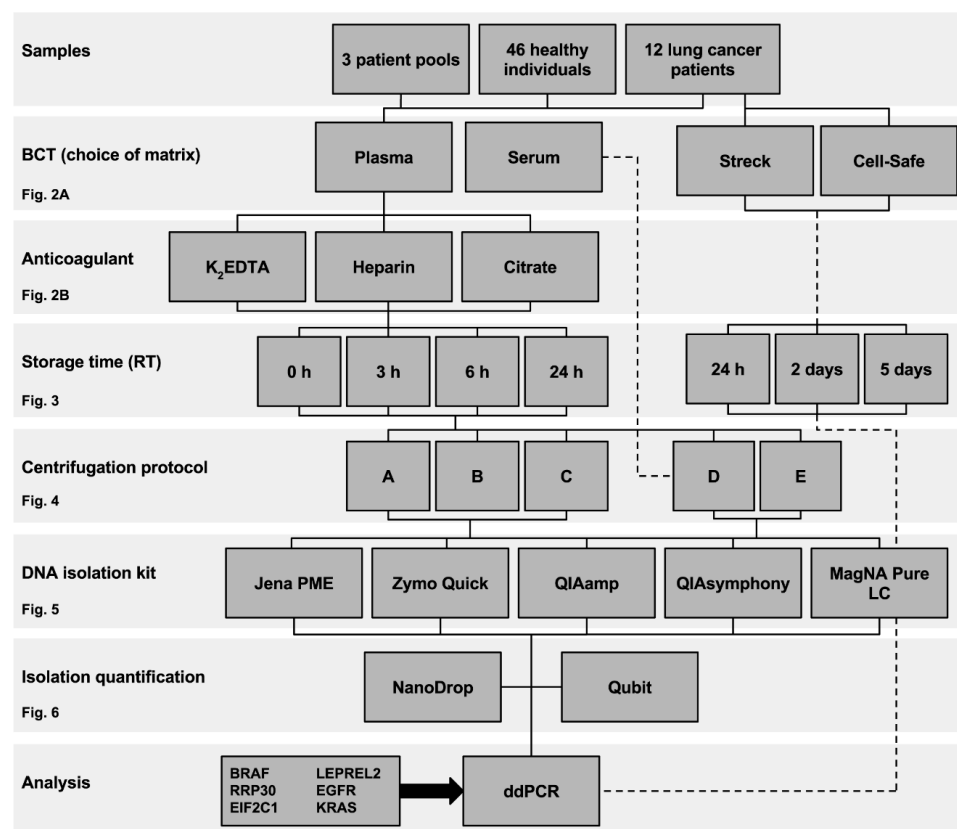 Samples
3 patient pools
46 healthy
individuals
12 lung cancer
patients
BCT (choice of matrix)
Fig. 2A
Plasma
Serum
Streck
Cell-Safe
Anticoagulant
Fig. 2B
K₂EDTA
Heparin
Citrate
Storage time (RT)
Fig. 3
0 h
3 h
6 h
24 h
24 h
2 days
5 days
Centrifugation protocol
Fig. 4
A
B
C
D
E
DNA isolation kit
Fig. 5
Jena PME
Zymo Quick
QIAamp
QIAsymphony
MagNA Pure
LC
Isolation quantification
Fig. 6
NanoDrop
Qubit
Analysis
BRAF LEPREL2
RRP30 EGFR
EIF2C1 KRAS
ddPCR